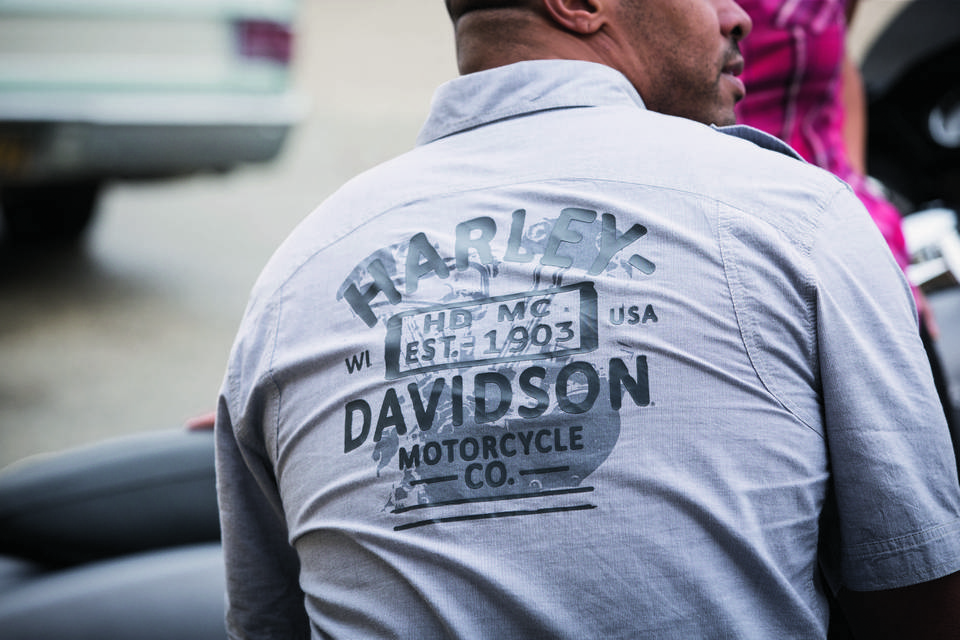 HARLEY-
HD MC
WI EST. 1903 USA
DAVIDSON
MOTORCYCLE
CO.